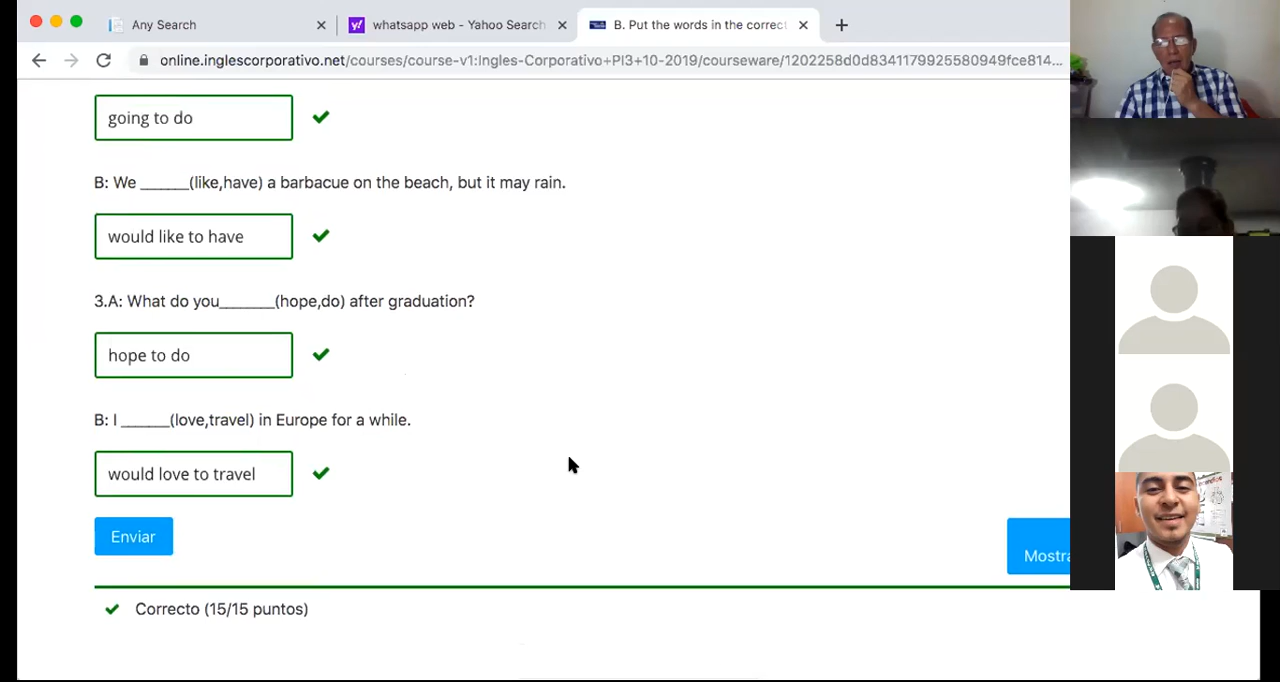 Any Search
whatsapp web - Yahoo Search
B. Put the words in the correct
online.inglescorporativo.net/courses/course-v1:Ingles-Corporativo+PI3+10-2019/courseware/1202258d0d8341179925580949fce814...
going to do
B: We ______(like,have) a barbacue on the beach, but it may rain.
would like to have
3.A: What do you_______(hope,do) after graduation?
hope to do
B: I ______(love,travel) in Europe for a while.
would love to travel
Enviar
Mostra
Correcto (15/15 puntos)